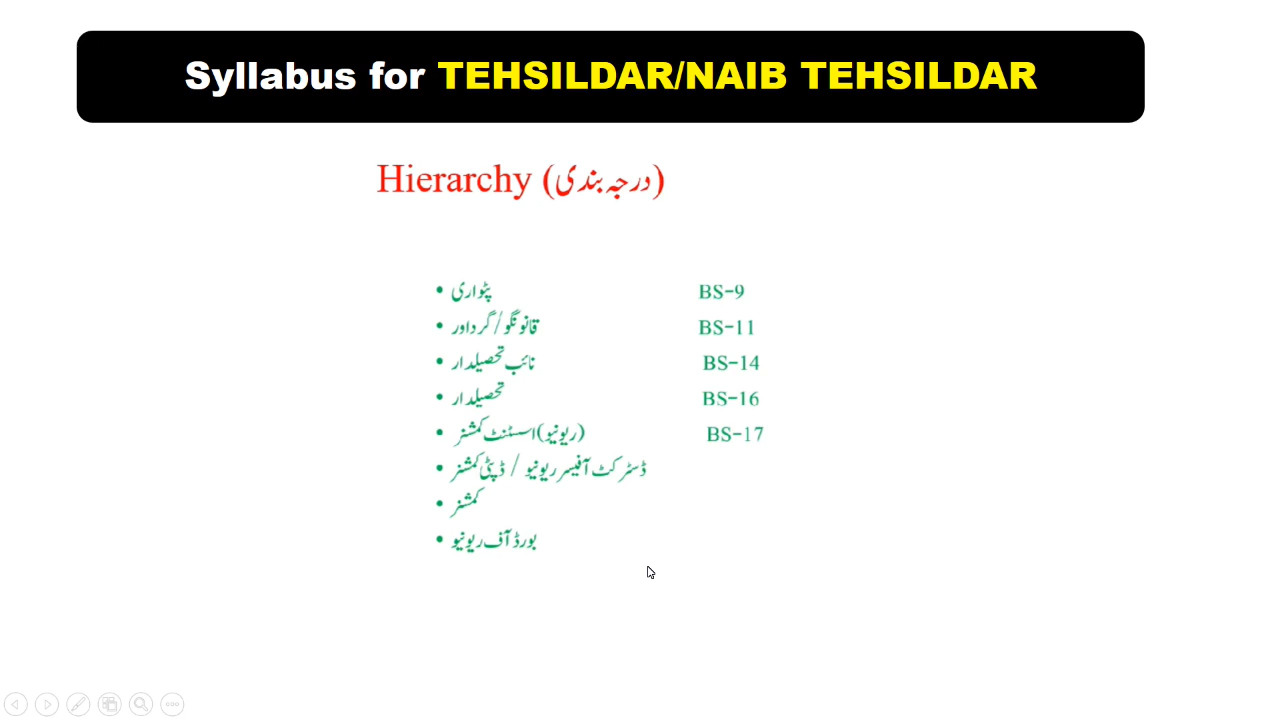 Syllabus for TEHSILDAR/NAIB TEHSILDAR
Hierarchy (درجہ بندی)
• پٹواری BS-9
• قانونگو/گرداور BS-11
• نائب تحصیلدار BS-14
• تحصیلدار BS-16
• (ریونیو)اسسٹنٹ کمشنر BS-17
• ڈسٹرکٹ آفیسر ریونیو / ڈپٹی کمشنر
• کمشنر
• بورڈ آف ریونیو